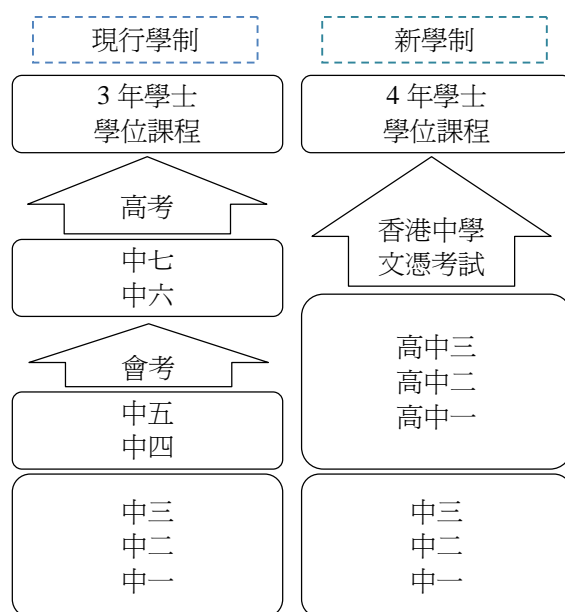 現行學制
3 年學士
學位課程
高考
中七
中六
會考
中五
中四
中三
中二
中一
新學制
4 年學士
學位課程
香港中學
文憑考試
高中三
高中二
高中一
中三
中二
中一